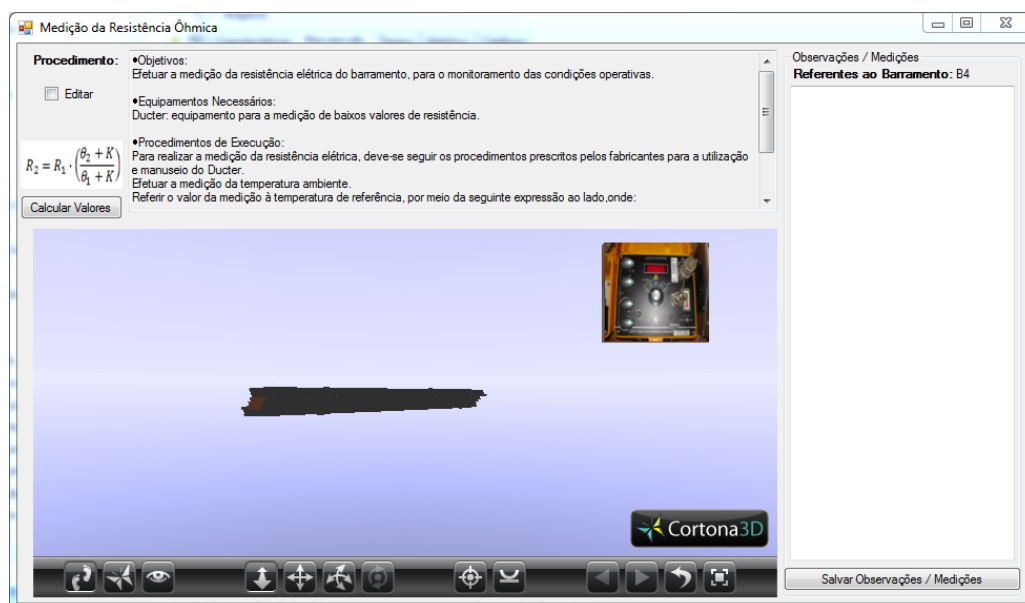 Medição da Resistência Ôhmica
Procedimento:
Editar
R₂ = R₁ · (θ₂ + K / θ₁ + K)
Calcular Valores
•Objetivos:
Efetuar a medição da resistência elétrica do barramento, para o monitoramento das condições operativas.
•Equipamentos Necessários:
Ducter: equipamento para a medição de baixos valores de resistência.
•Procedimentos de Execução:
Para realizar a medição da resistência elétrica, deve-se seguir os procedimentos prescritos pelos fabricantes para a utilização
e manuseio do Ducter.
Efetuar a medição da temperatura ambiente.
Referir o valor da medição à temperatura de referência, por meio da seguinte expressão ao lado,onde:
Observações / Medições
Referentes ao Barramento: B4
Cortona3D
Salvar Observações / Medições